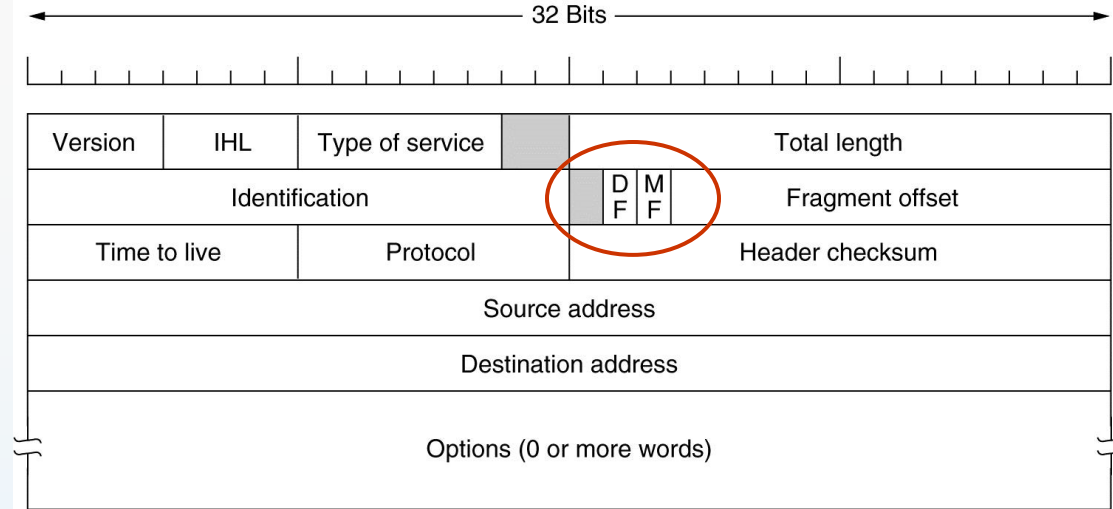 32 Bits
Version IHL Type of service Total length
Identification D F M F Fragment offset
Time to live Protocol Header checksum
Source address
Destination address
Options (0 or more words)